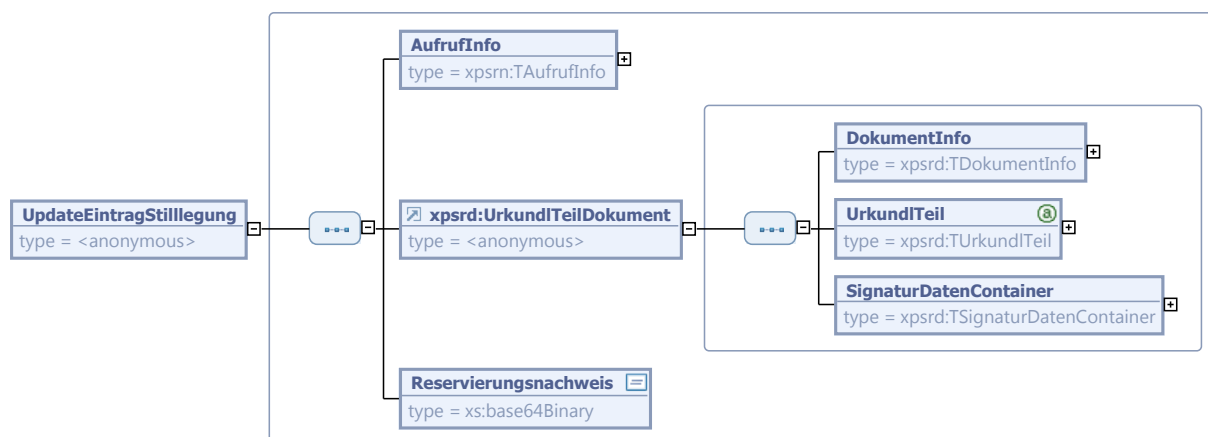 AufrufInfo
type = xpsrn:TAufrufInfo
DokumentInfo
type = xpsrd:TDokumentInfo
UpdateEintragStilllegung
type = <anonymous>
xpsrd:UrkundlTeilDokument
type = <anonymous>
UrkundlTeil
type = xpsrd:TUrkundlTeil
SignaturDatenContainer
type = xpsrd:TSignaturDatenContainer
Reservierungsnachweis
type = xs:base64Binary